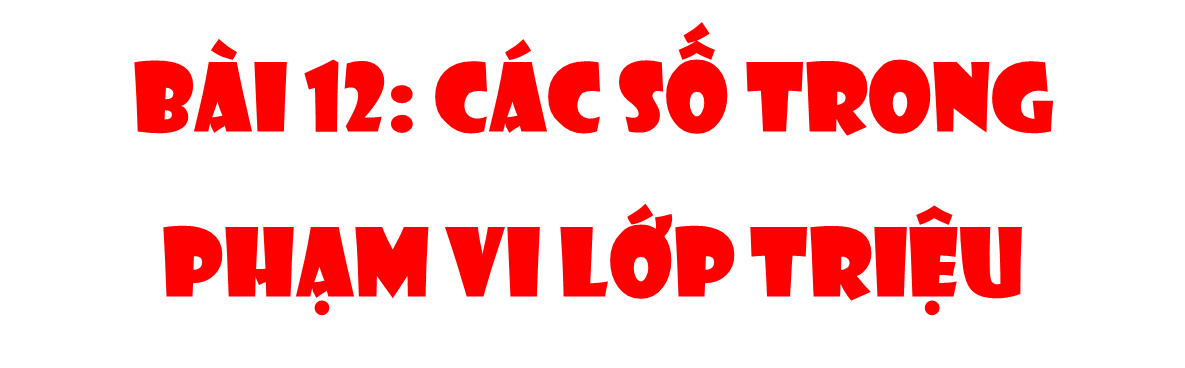 BÀI 12: CÁC SỐ TRONG
PHẠM VI LỚP TRIỆU